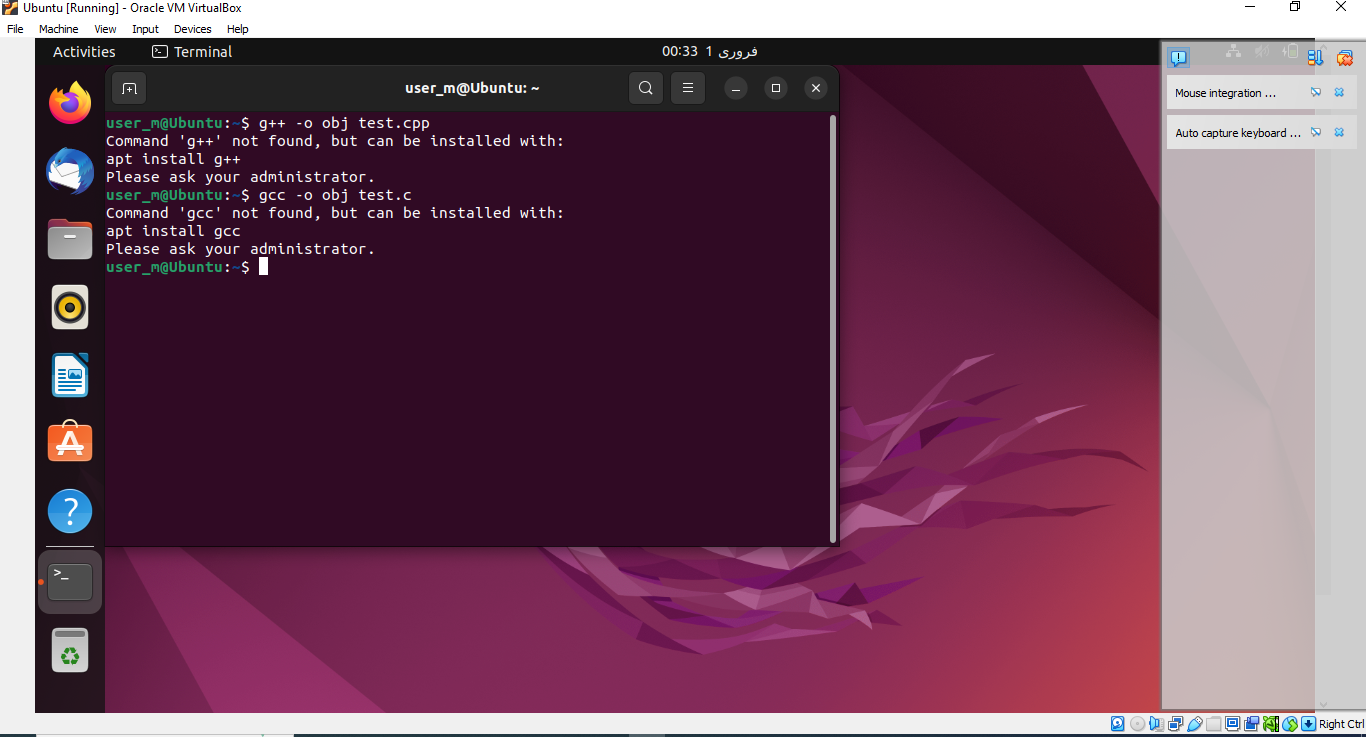 Ubuntu [Running] - Oracle VM VirtualBox
File Machine View Input Devices Help
Activities Terminal 00:33 1 فروری
user_m@Ubuntu: ~
user_m@Ubuntu:~$ g++ -o obj test.cpp
Command 'g++' not found, but can be installed with:
apt install g++
Please ask your administrator.
user_m@Ubuntu:~$ gcc -o obj test.c
Command 'gcc' not found, but can be installed with:
apt install gcc
Please ask your administrator.
user_m@Ubuntu:~$
Mouse integration ...
Auto capture keyboard ...
Right Ctrl